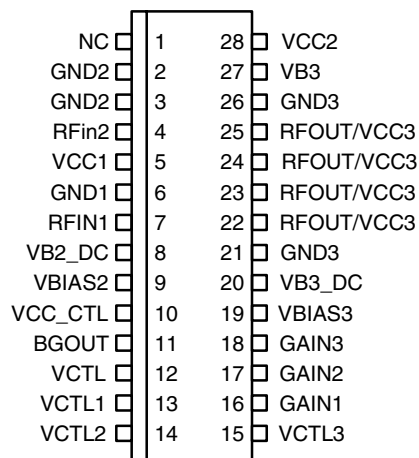 NC 1 28 VCC2
GND2 2 27 VB3
GND2 3 26 GND3
RFin2 4 25 RFOUT/VCC3
VCC1 5 24 RFOUT/VCC3
GND1 6 23 RFOUT/VCC3
RFIN1 7 22 RFOUT/VCC3
VB2_DC 8 21 GND3
VBIAS2 9 20 VB3_DC
VCC_CTL 10 19 VBIAS3
BGOUT 11 18 GAIN3
VCTL 12 17 GAIN2
VCTL1 13 16 GAIN1
VCTL2 14 15 VCTL3